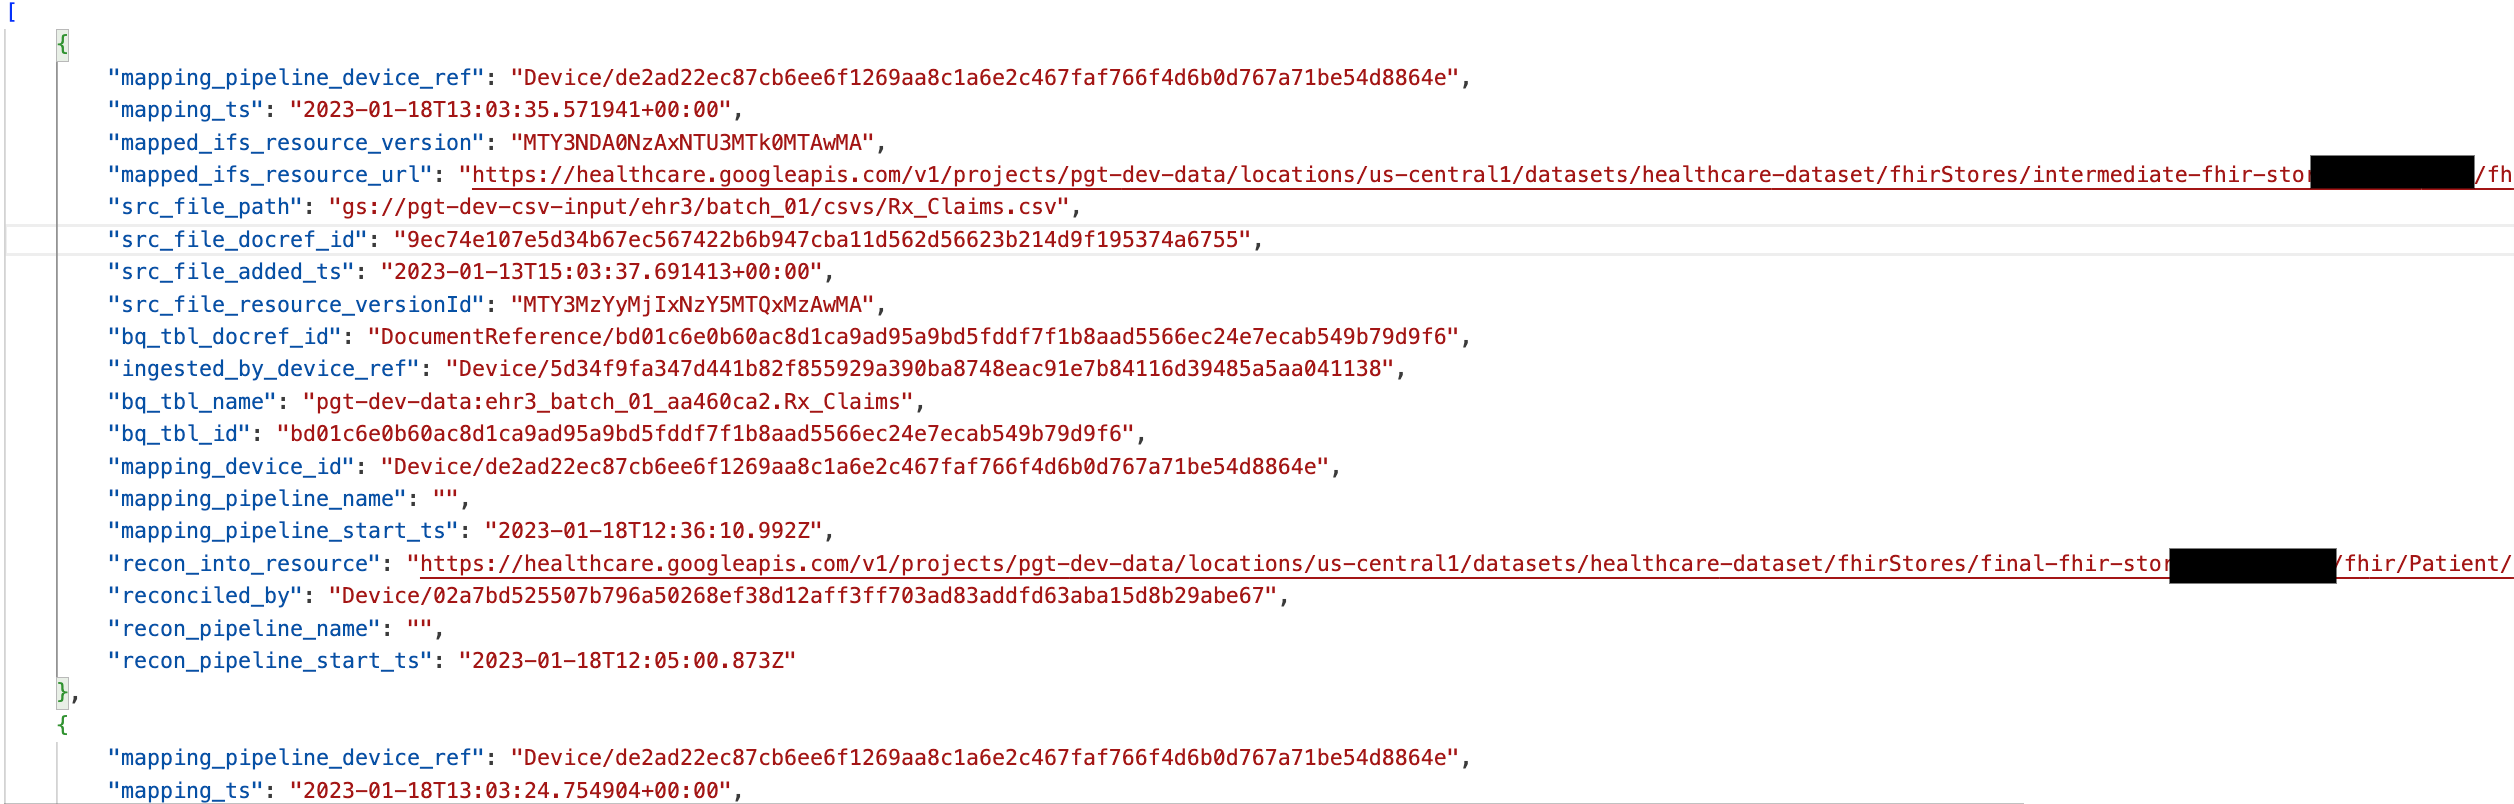 [
{
"mapping_pipeline_device_ref": "Device/de2ad22ec87cb6ee6f1269aa8c1a6e2c467faf766f4d6b0d767a71be54d8864e",
"mapping_ts": "2023-01-18T13:03:35.571941+00:00",
"mapped_ifs_resource_version": "MTY3NDA0NzAxNTU3MTk0MTAwMA",
"mapped_ifs_resource_url": "https://healthcare.googleapis.com/v1/projects/pgt-dev-data/locations/us-central1/datasets/healthcare-dataset/fhirStores/intermediate-fhir-stor /fh
"src_file_path": "gs://pgt-dev-csv-input/ehr3/batch_01/csvs/Rx_Claims.csv",
"src_file_docref_id": "9ec74e107e5d34b67ec567422b6b947cba11d562d56623b214d9f195374a6755",
"src_file_added_ts": "2023-01-13T15:03:37.691413+00:00",
"src_file_resource_versionId": "MTY3MzYyMjIxNzY5MTQxMzAwMA",
"bq_tbl_docref_id": "DocumentReference/bd01c6e0b60ac8d1ca9ad95a9bd5fddf7f1b8aad5566ec24e7ecab549b79d9f6",
"ingested_by_device_ref": "Device/5d34f9fa347d441b82f855929a390ba8748eac91e7b84116d39485a5aa041138",
"bq_tbl_name": "pgt-dev-data:ehr3_batch_01_aa460ca2.Rx_Claims",
"bq_tbl_id": "bd01c6e0b60ac8d1ca9ad95a9bd5fddf7f1b8aad5566ec24e7ecab549b79d9f6",
"mapping_device_id": "Device/de2ad22ec87cb6ee6f1269aa8c1a6e2c467faf766f4d6b0d767a71be54d8864e",
"mapping_pipeline_name": "",
"mapping_pipeline_start_ts": "2023-01-18T12:36:10.992Z",
"recon_into_resource": "https://healthcare.googleapis.com/v1/projects/pgt-dev-data/locations/us-central1/datasets/healthcare-dataset/fhirStores/final-fhir-stor /fhir/Patient/
"reconciled_by": "Device/02a7bd525507b796a50268ef38d12aff3ff703ad83addfd63aba15d8b29abe67",
"recon_pipeline_name": "",
"recon_pipeline_start_ts": "2023-01-18T12:05:00.873Z"
},
{
"mapping_pipeline_device_ref": "Device/de2ad22ec87cb6ee6f1269aa8c1a6e2c467faf766f4d6b0d767a71be54d8864e",
"mapping_ts": "2023-01-18T13:03:24.754904+00:00",